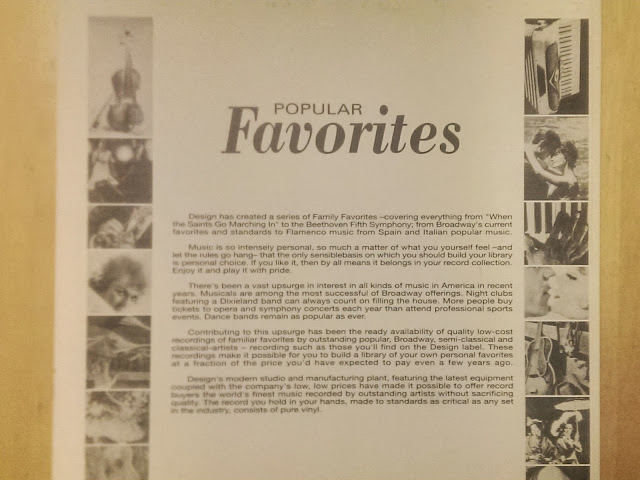 POPULAR
Favorites
Design has created a series of Family Favorites –covering everything from "When
the Saints Go Marching In" to the Beethoven Fifth Symphony; from Broadway's current
favorites and standards to Flamenco music from Spain and Italian popular music.
Music is so intensely personal, so much a matter of what you yourself feel –and
let the rules go hang– that the only sensiblebasis on which you should build your library
is personal choice. If you like it, then by all means it belongs in your record collection.
Enjoy it and play it with pride.
There's been a vast upsurge in interest in all kinds of music in America in recent
years. Musicals are among the most successful of Broadway offerings. Night clubs
featuring a Dixieland band can always count on filling the house. More people buy
tickets to opera and symphony concerts each year than attend professional sports
events. Dance bands remain as popular as ever.
Contributing to this upsurge has been the ready availability of quality low-cost
recordings of familiar favorites by outstanding popular, Broadway, semi-classical and
classical-artists – recording such as those you'll find on the Design label. These
recordings make it possible for you to build a library of your own personal favorites
at a fraction of the price you'd have expected to pay even a few years ago.
Design's modern studio and manufacturing plant, featuring the latest equipment
coupled with the company's low, low prices have made it possible to offer record
buyers the world's finest music recorded by outstanding artists without sacrificing
quality. The record you hold in your hands, made to standards as critical as any set
in the industry, consists of pure vinyl.